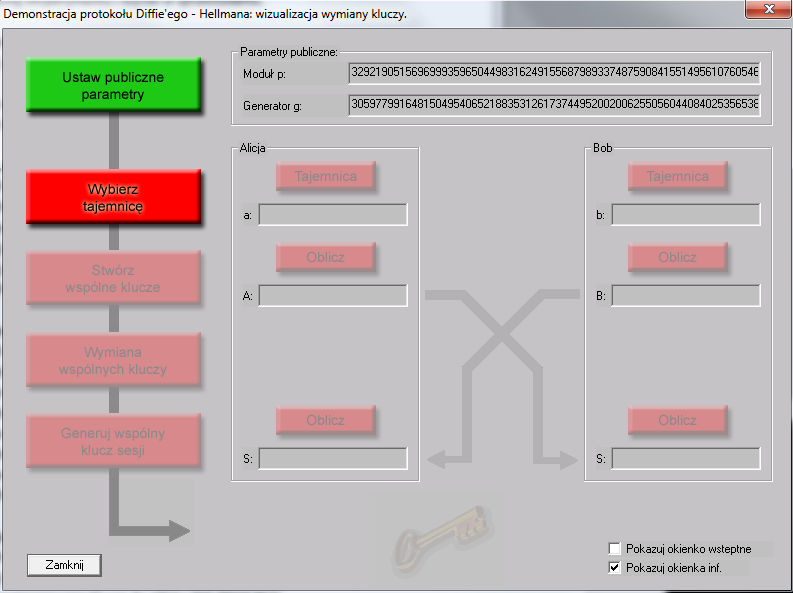 Demonstracja protokołu Diffie'ego - Hellmana: wizualizacja wymiany kluczy.
Ustaw publiczne
parametry
Parametry publiczne:
Moduł p: 32921905156969993596504498316249155687989337487590841551495610760546
Generator g: 30597799164815049540652188353126173744952002006255056044084025356538
Wybierz
tajemnicę
Stwórz
wspólne klucze
Wymiana
wspólnych kluczy
Generuj wspólny
klucz sesji
Zamknij
Alicja
Tajemnica
a:
Oblicz
A:
Oblicz
S:
Bob
Tajemnica
b:
Oblicz
B:
Oblicz
S:
Pokazuj okienko wsteptne
Pokazuj okienka inf.